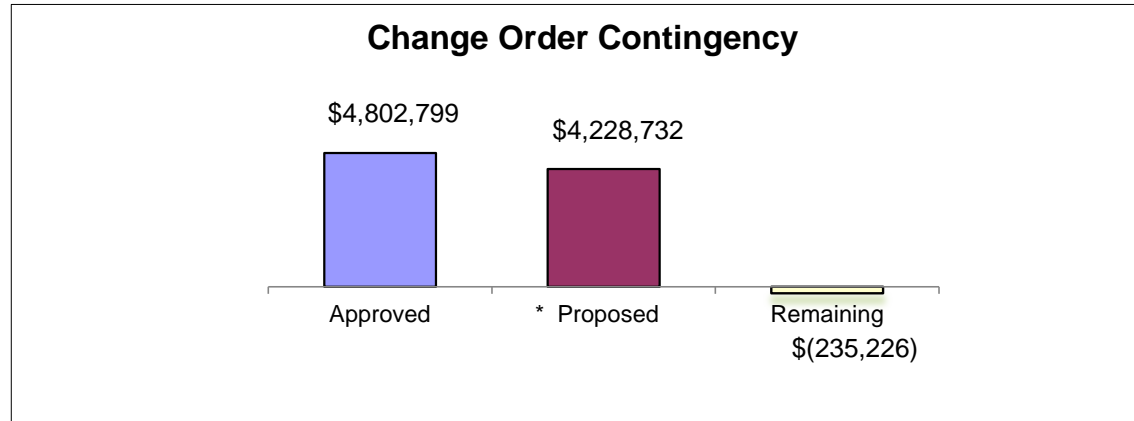 Change Order Contingency
$4,802,799
$4,228,732
Approved
* Proposed
Remaining
$(235,226)